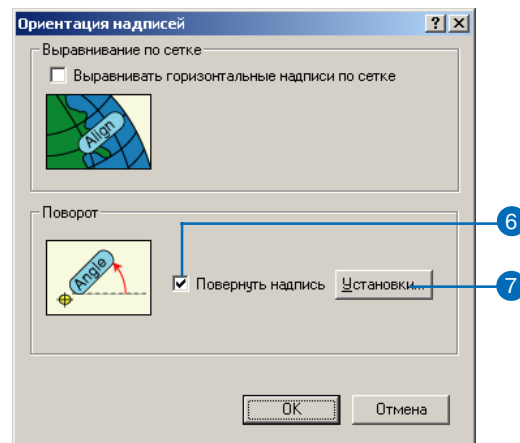 Ориентация надписей
Выравнивание по сетке
Выравнивать горизонтальные надписи по сетке
Align
Поворот
6
Angle
Повернуть надпись
Установки...
7
OK
Отмена